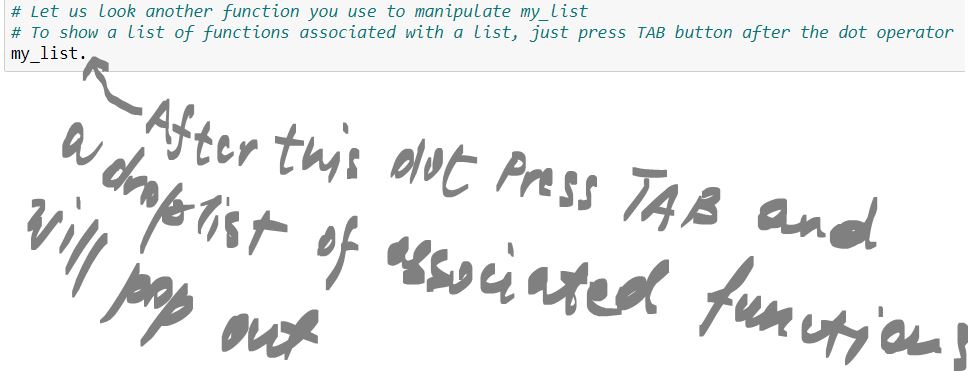 # Let us look another function you use to manipulate my_list
# To show a list of functions associated with a list, just press TAB button after the dot operator
my_list.
After this dot Press TAB and
a droplist of associated functions
will pop out